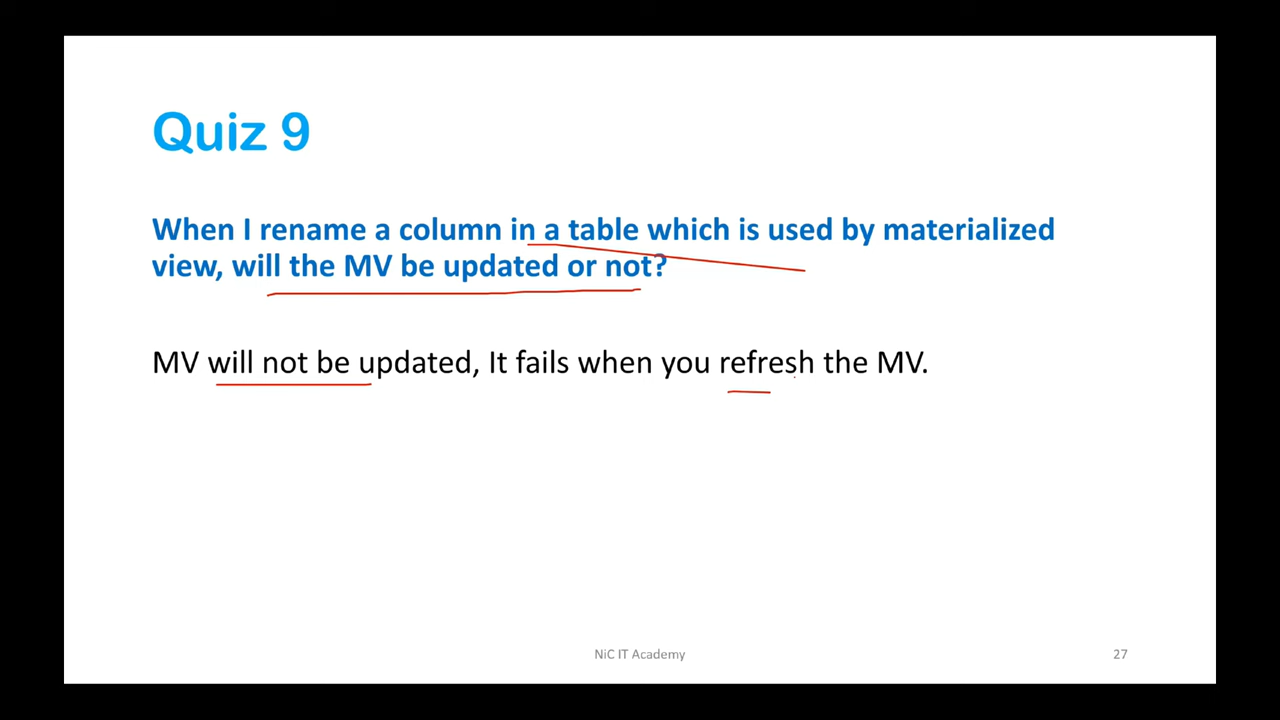 Quiz 9
When I rename a column in a table which is used by materialized
view, will the MV be updated or not?
MV will not be updated, It fails when you refresh the MV.
NiC IT Academy
27